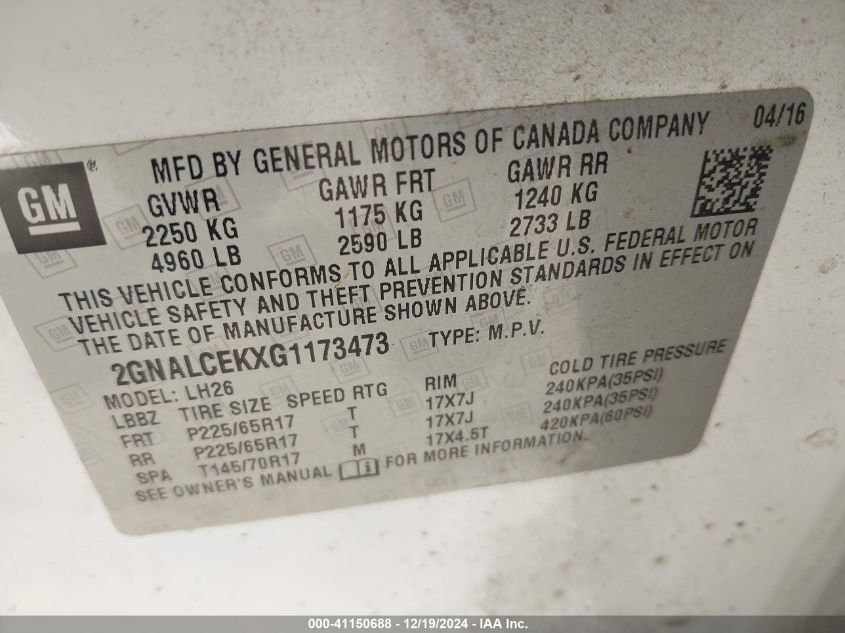 GM
MFD BY GENERAL MOTORS OF CANADA COMPANY 04/16
GVWR GAWR FRT GAWR RR
2250 KG 1175 KG 1240 KG
4960 LB 2590 LB 2733 LB
THIS VEHICLE CONFORMS TO ALL APPLICABLE U.S. FEDERAL MOTOR
VEHICLE SAFETY AND THEFT PREVENTION STANDARDS IN EFFECT ON
THE DATE OF MANUFACTURE SHOWN ABOVE.
2GNALCEKXG1173473 TYPE: M.P.V.
MODEL: LH26
LBBZ TIRE SIZE SPEED RTG RIM COLD TIRE PRESSURE
FRT P225/65R17 T 17X7J 240KPA(35PSI)
RR P225/65R17 T 17X7J 240KPA(35PSI)
SPA T145/70R17 M 17X4.5T 420KPA(60PSI)
SEE OWNER'S MANUAL FOR MORE INFORMATION.
000-41150688 - 12/19/2024 - IAA Inc.